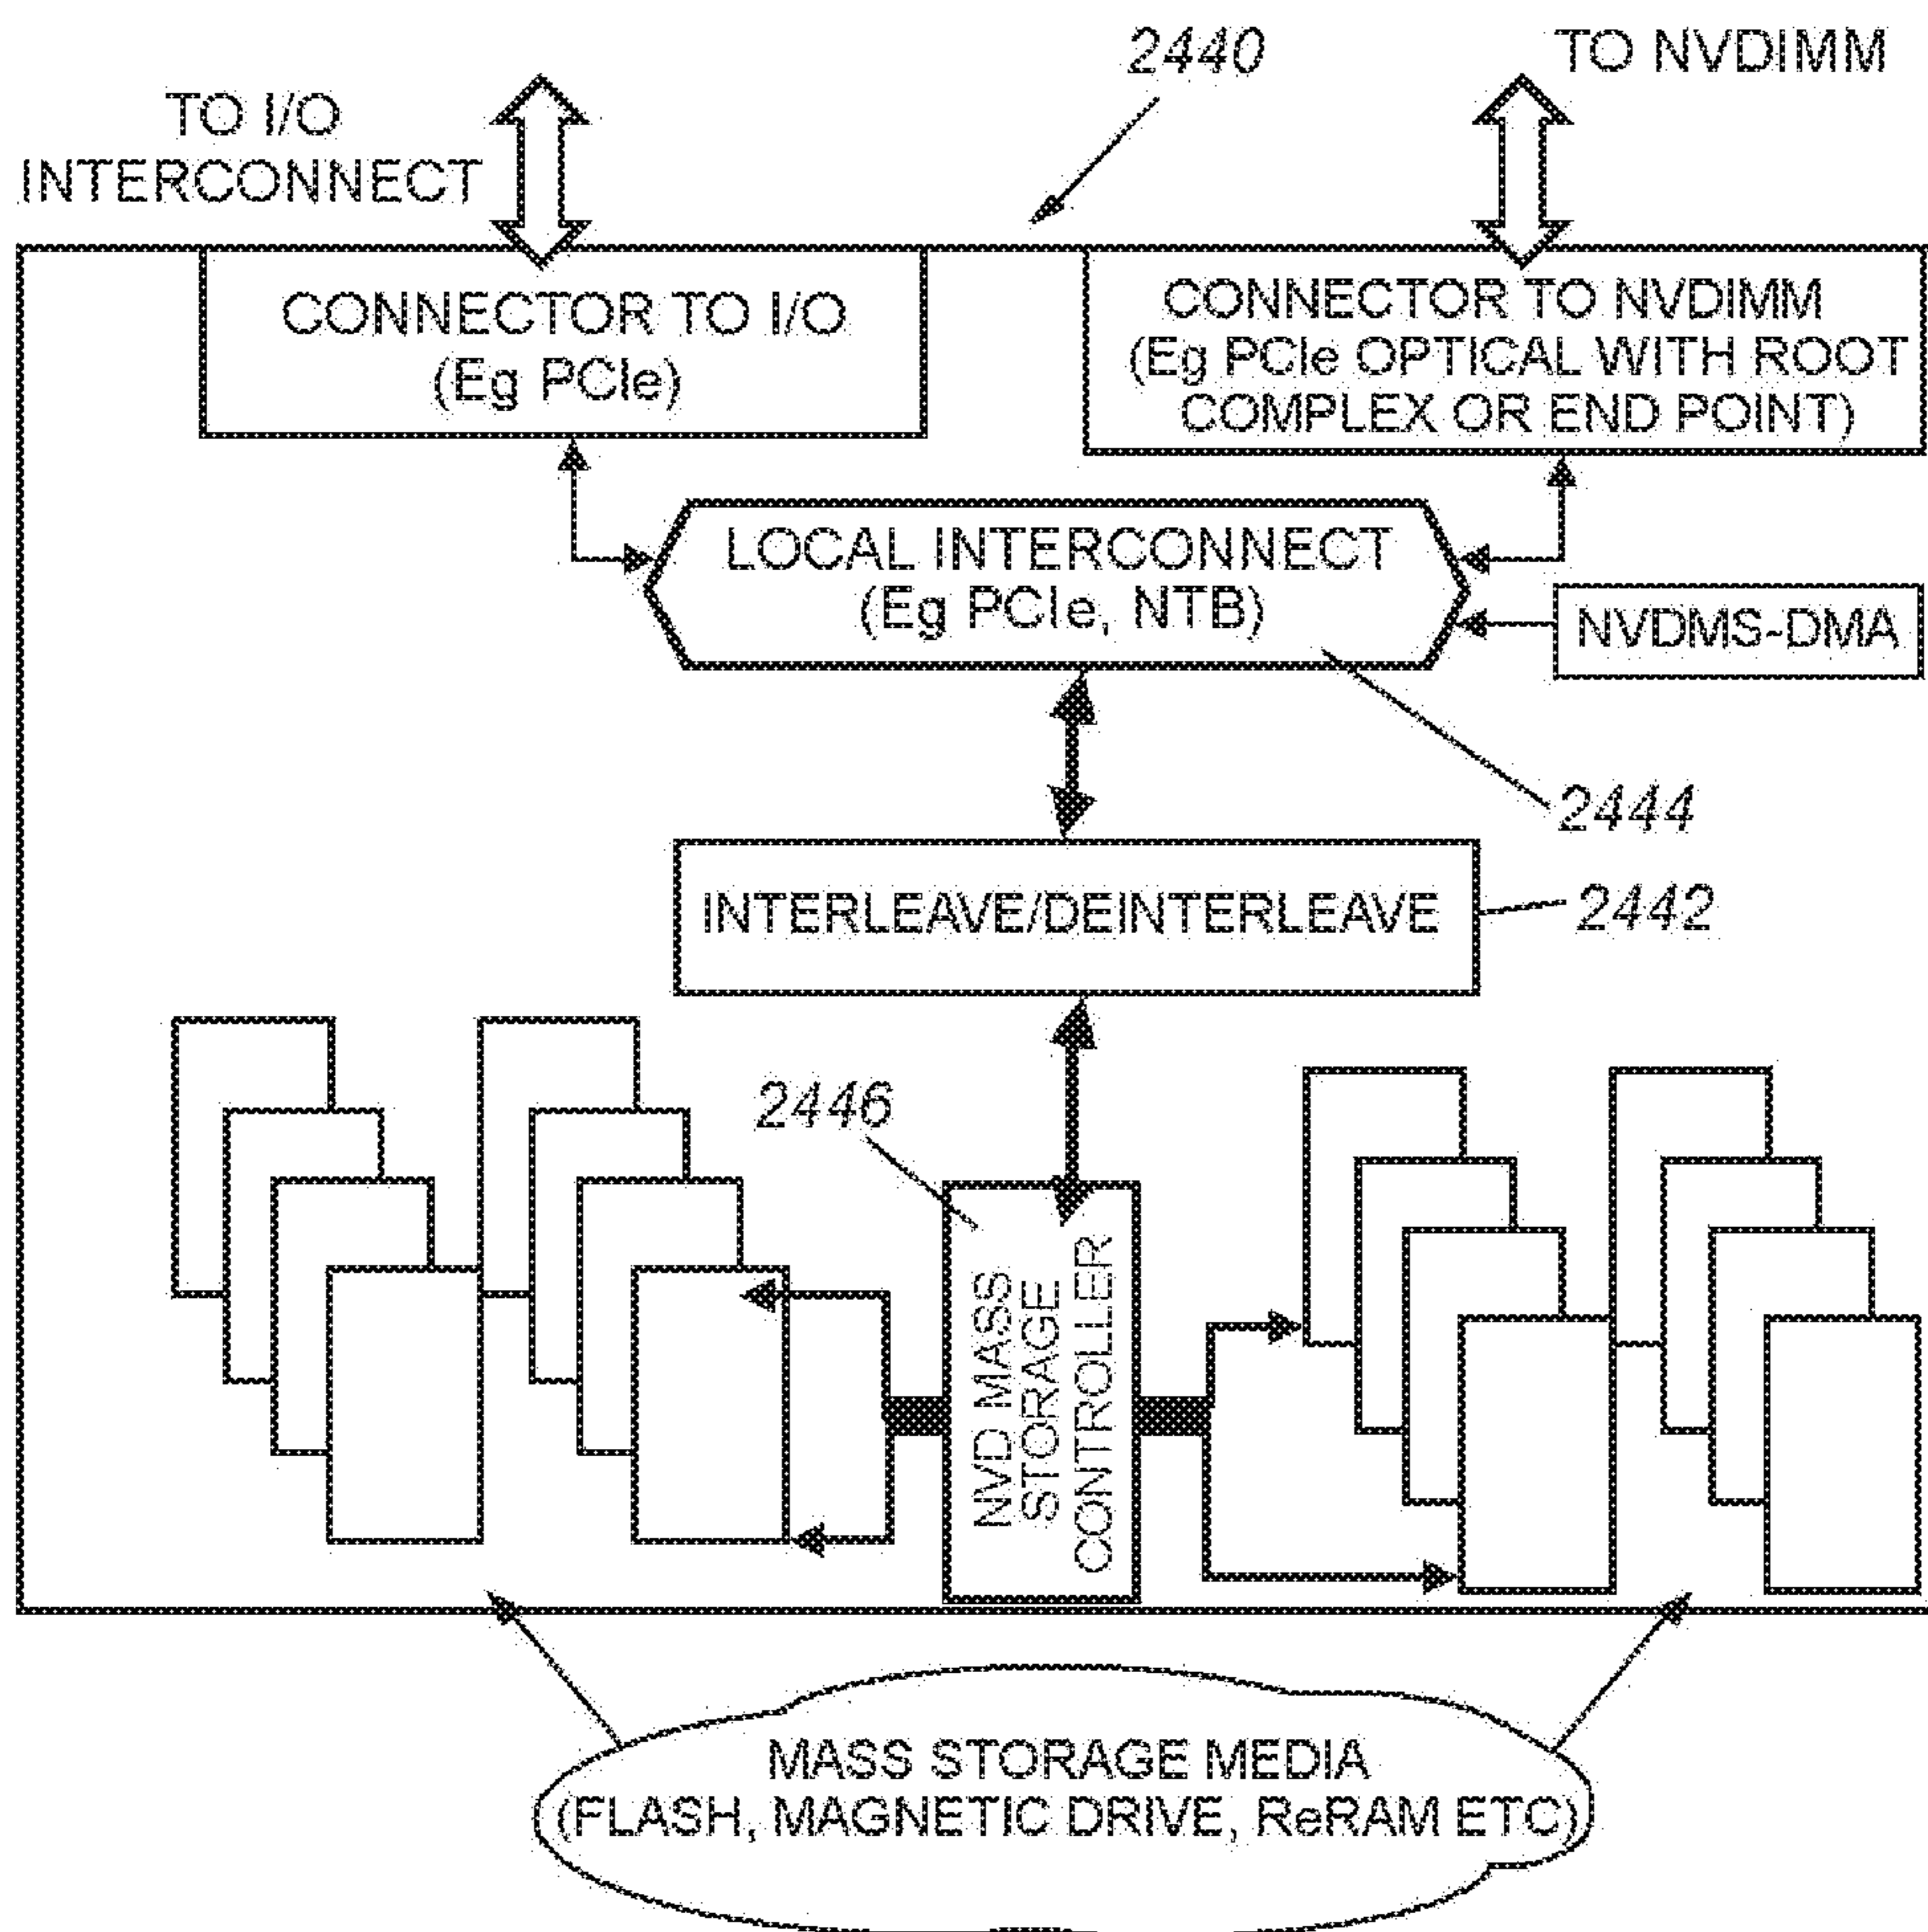 2440
TO NVDIMM
TO I/O
INTERCONNECT
CONNECTOR TO I/O
(Eg PCIe)
CONNECTOR TO NVDIMM
(Eg PCIe OPTICAL WITH ROOT
COMPLEX OR END POINT)
LOCAL INTERCONNECT
(Eg PCIe, NTB)
NVDMS-DMA
2444
INTERLEAVE/DEINTERLEAVE
2442
2446
NVD MASS
STORAGE
CONTROLLER
MASS STORAGE MEDIA
(FLASH, MAGNETIC DRIVE, ReRAM ETC)